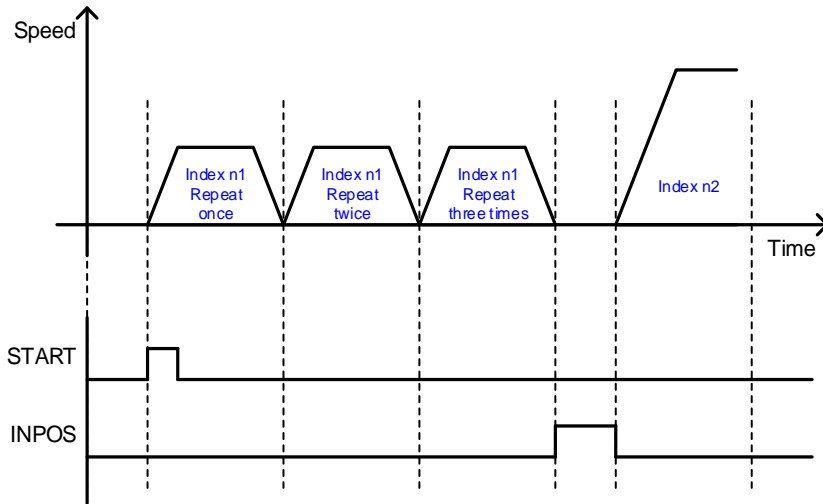 Speed
Index n1
Repeat
once
Index n1
Repeat
twice
Index n1
Repeat
three times
Index n2
Time
START
INPOS